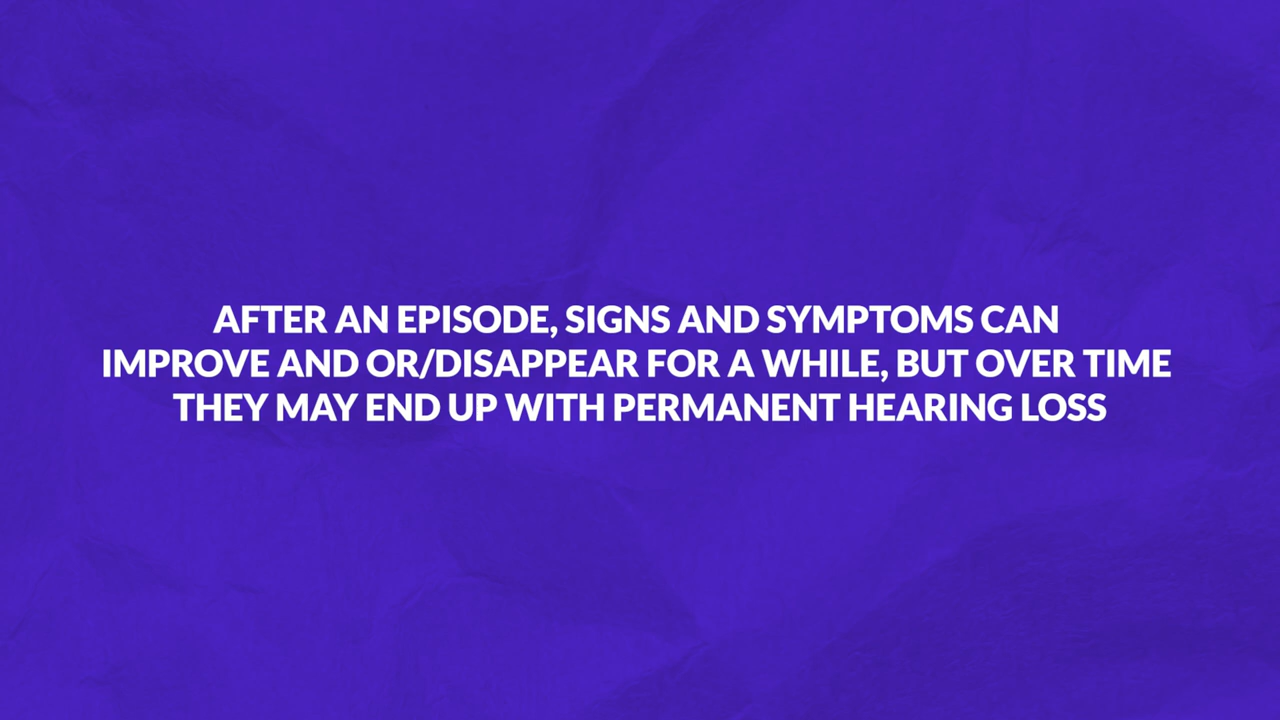 AFTER AN EPISODE, SIGNS AND SYMPTOMS CAN
IMPROVE AND OR/DISAPPEAR FOR A WHILE, BUT OVER TIME
THEY MAY END UP WITH PERMANENT HEARING LOSS